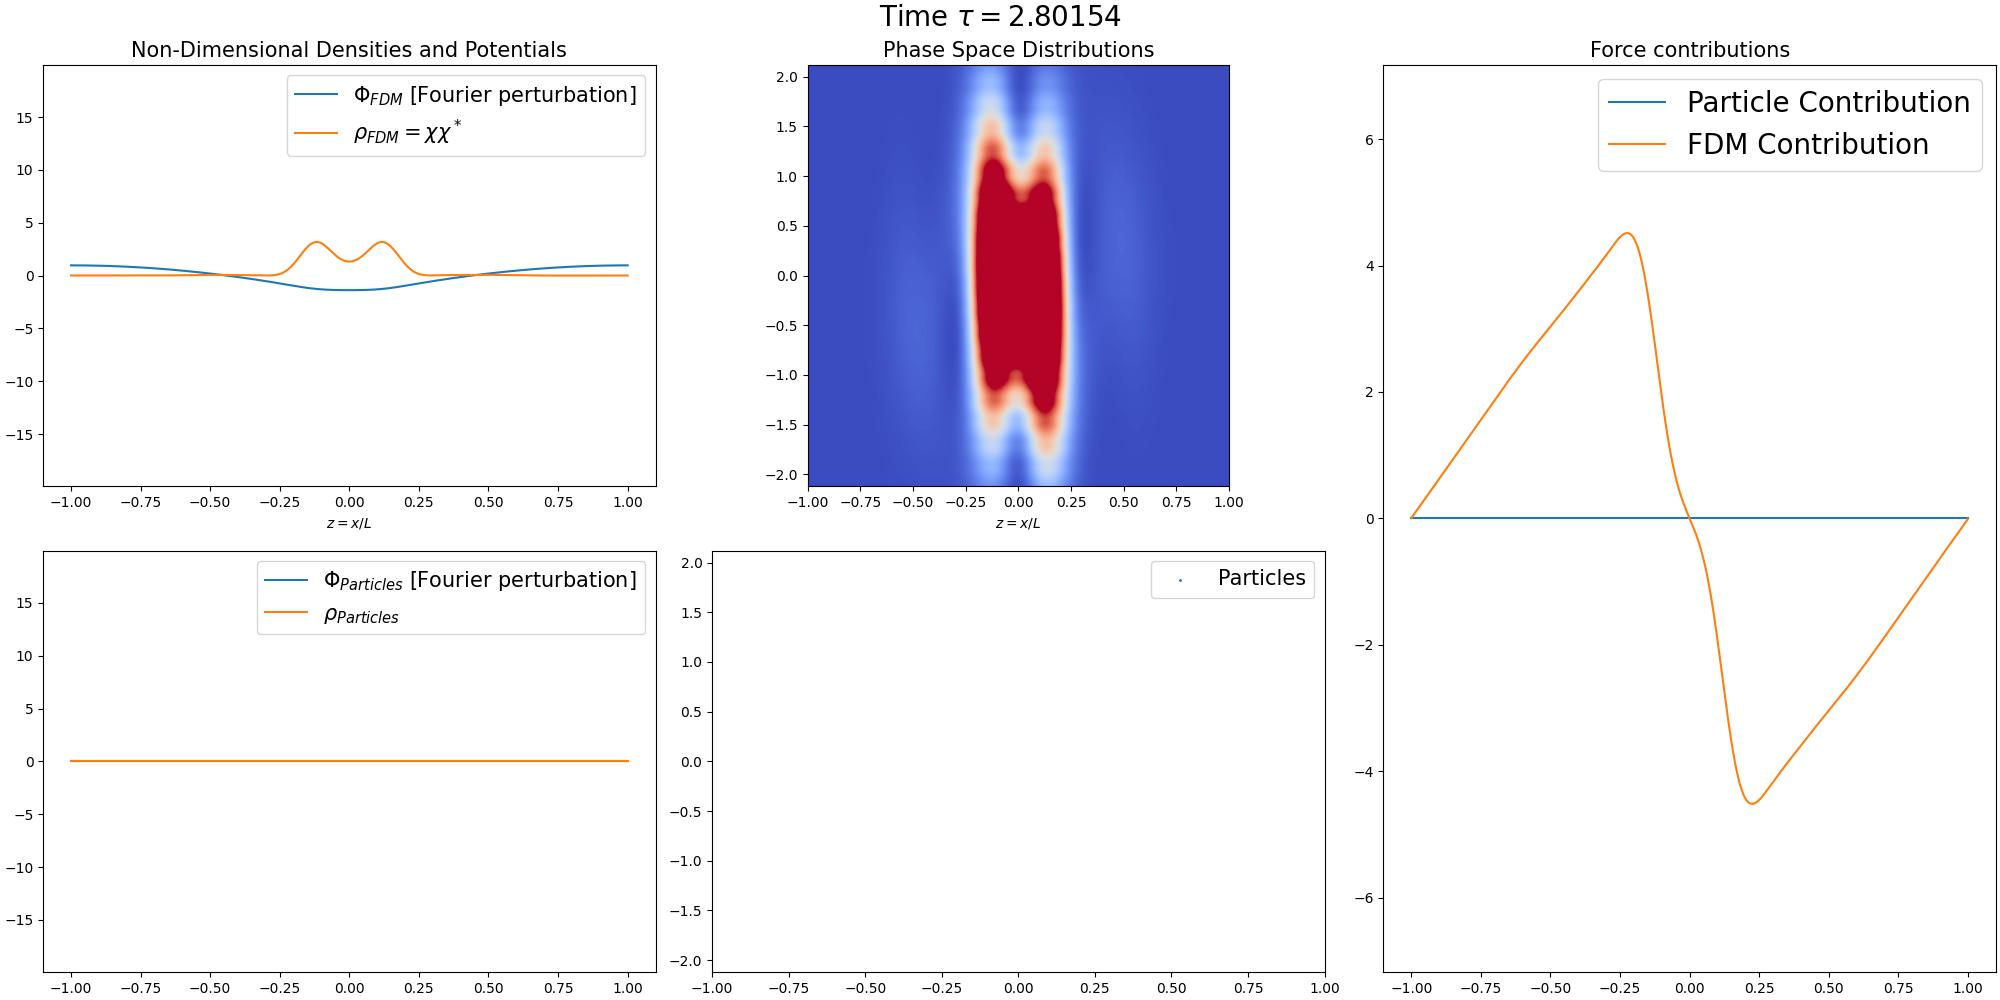 Time τ = 2.80154
Non-Dimensional Densities and Potentials
Φ_FDM [Fourier perturbation]
ρ_FDM = χχ*
15
10
5
0
−5
−10
−15
−1.00 −0.75 −0.50 −0.25 0.00 0.25 0.50 0.75 1.00
z = x/L
Phase Space Distributions
2.0
1.5
1.0
0.5
0.0
−0.5
−1.0
−1.5
−2.0
−1.00 −0.75 −0.50 −0.25 0.00 0.25 0.50 0.75 1.00
z = x/L
Force contributions
Particle Contribution
FDM Contribution
6
4
2
0
−2
−4
−6
−1.00 −0.75 −0.50 −0.25 0.00 0.25 0.50 0.75 1.00
Φ_Particles [Fourier perturbation]
ρ_Particles
15
10
5
0
−5
−10
−15
−1.00 −0.75 −0.50 −0.25 0.00 0.25 0.50 0.75 1.00
Particles
2.0
1.5
1.0
0.5
0.0
−0.5
−1.0
−1.5
−2.0
−1.00 −0.75 −0.50 −0.25 0.00 0.25 0.50 0.75 1.00